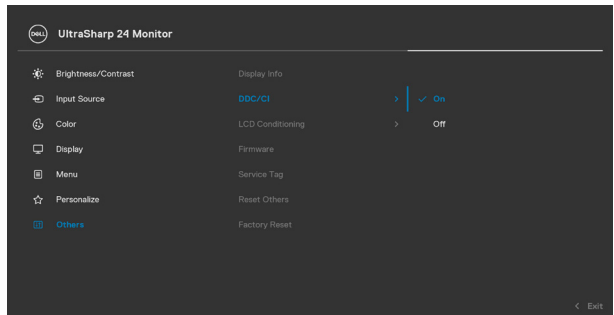 DELL UltraSharp 24 Monitor
Brightness/Contrast Display Info
Input Source DDC/CI > ✓ On
Color LCD Conditioning > Off
Display Firmware
Menu Service Tag
Personalize Reset Others
Others Factory Reset
< Exit